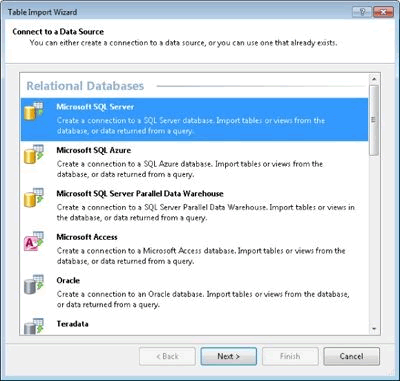 Table Import Wizard
Connect to a Data Source
You can either create a connection to a data source, or you can use one that already exists.
Relational Databases
Microsoft SQL Server
Create a connection to a SQL Server database. Import tables or views from the
database, or data returned from a query.
Microsoft SQL Azure
Create a connection to a SQL Azure database. Import tables or views from the
database, or data returned from a query.
Microsoft SQL Server Parallel Data Warehouse
Create a connection to a SQL Server Parallel Data Warehouse. Import tables or views in
the database, or data returned from a query.
Microsoft Access
Create a connection to a Microsoft Access database. Import tables or views from the
database, or data returned from a query.
Oracle
Create a connection to an Oracle database. Import tables or views from the database,
or data returned from a query.
Teradata
< Back
Next >
Finish
Cancel